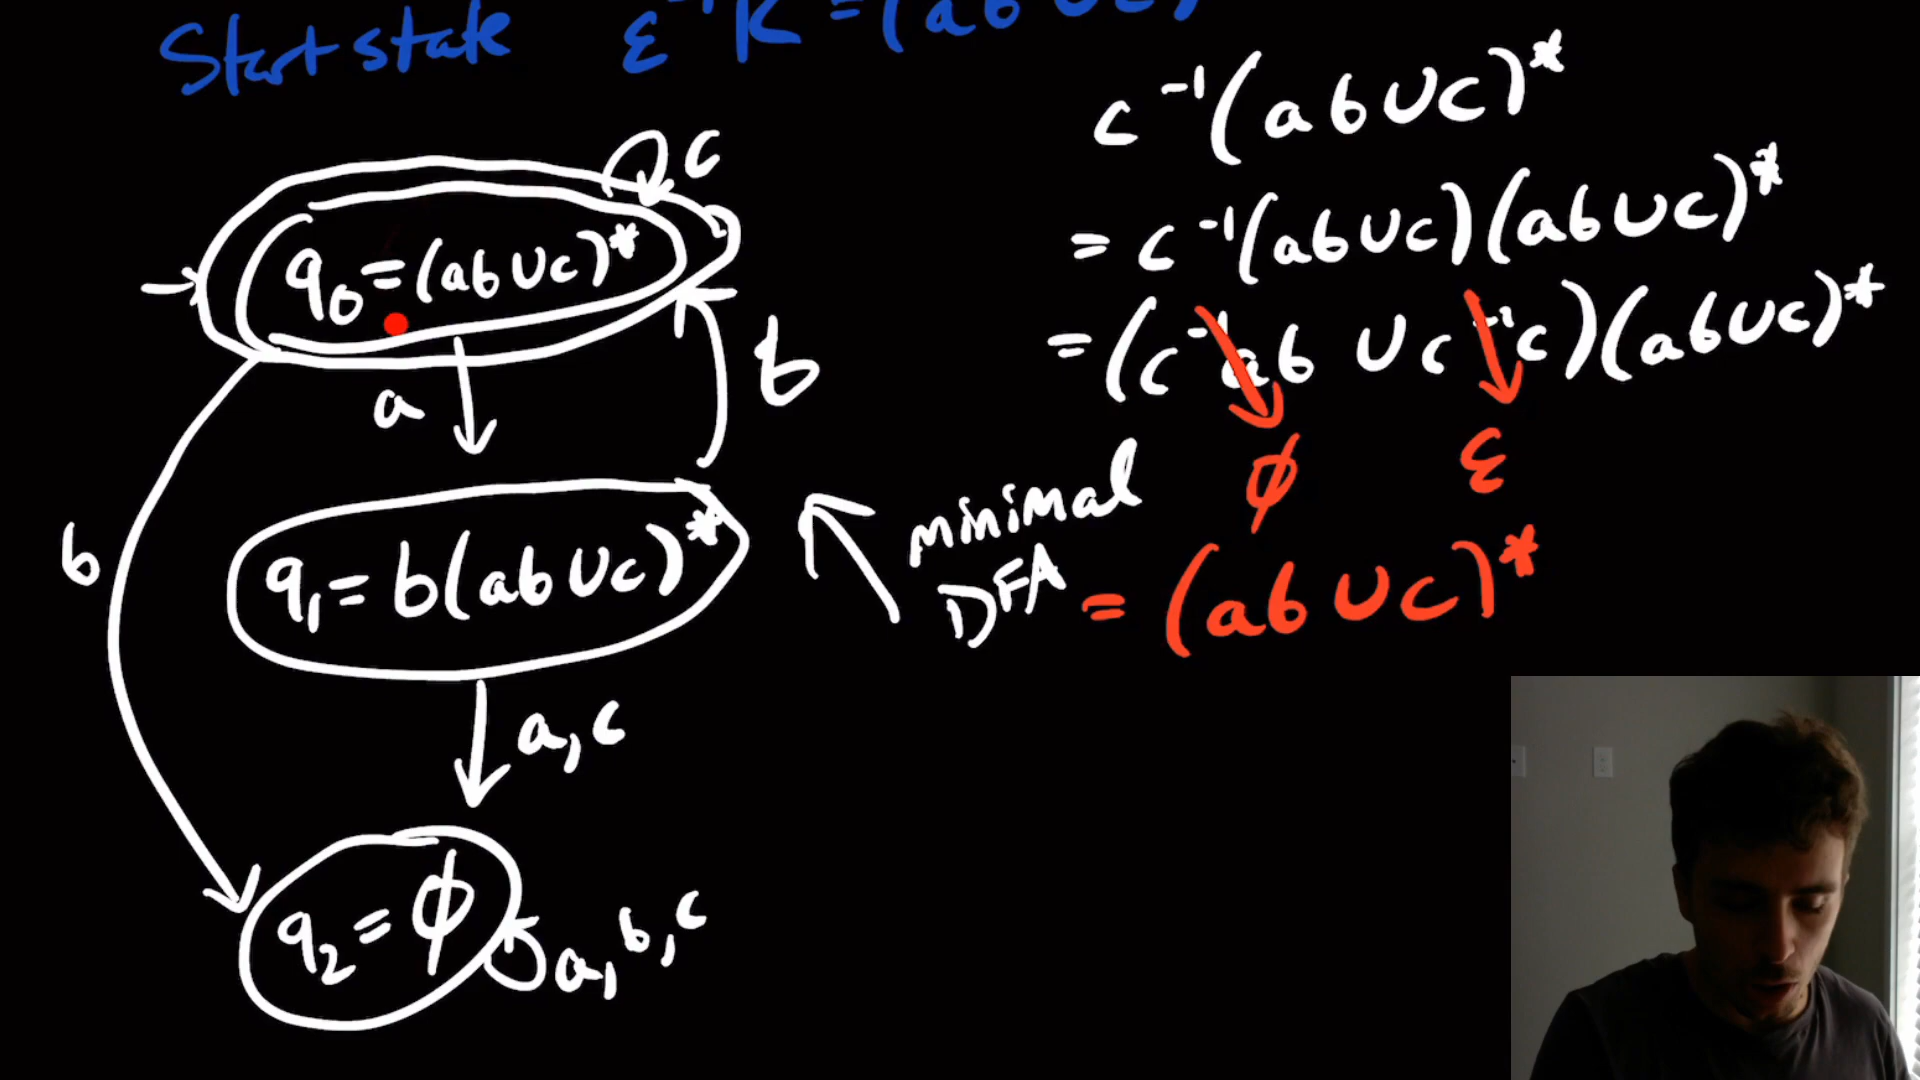 Start state ε⁻¹R = (ab ∪ c)
c
q₀ = (ab ∪ c)*
a
b
b
q₁ = b(ab ∪ c)*
a, c
q₂ = ϕ
a, b, c
minimal
DFA
c⁻¹(ab ∪ c)*
= c⁻¹(ab ∪ c)(ab ∪ c)*
= (c⁻¹ab ∪ c⁻¹c)(ab ∪ c)*
ϕ ε
= (ab ∪ c)*